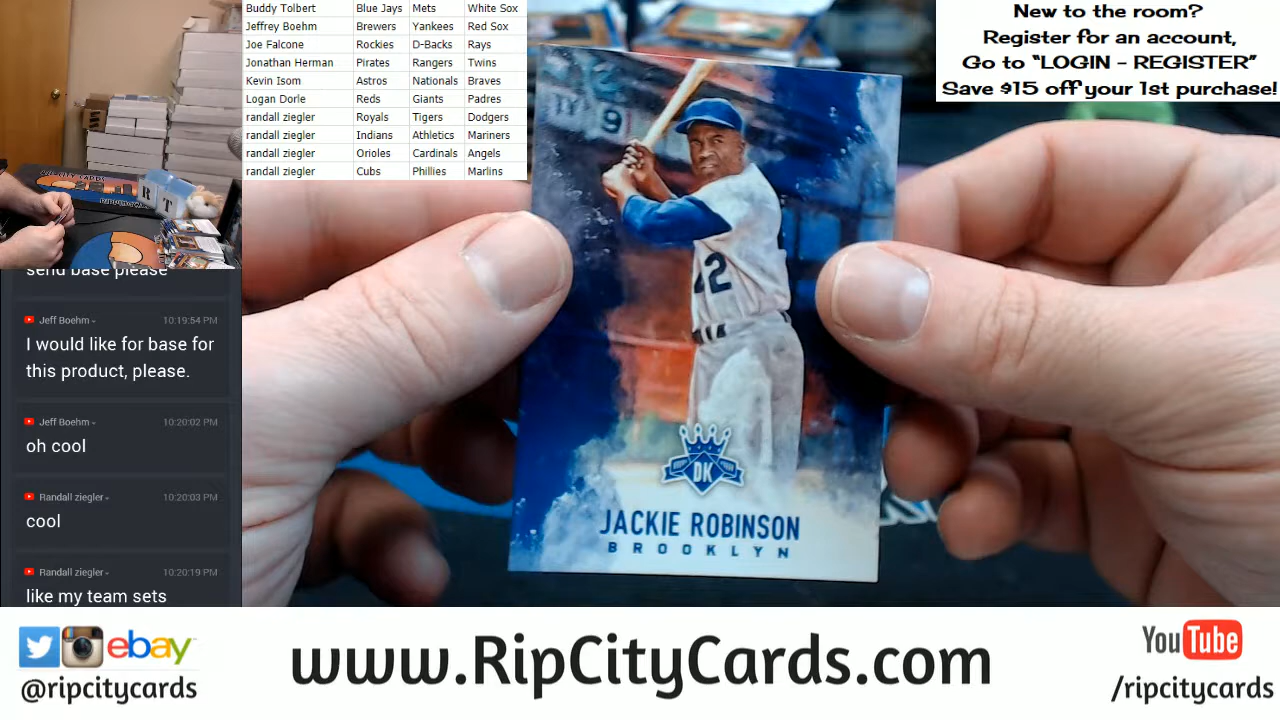 Buddy Tolbert Blue Jays Mets White Sox
Jeffrey Boehm Brewers Yankees Red Sox
Joe Falcone Rockies D-Backs Rays
Jonathan Herman Pirates Rangers Twins
Kevin Isom Astros Nationals Braves
Logan Dorle Reds Giants Padres
randall ziegler Royals Tigers Dodgers
randall ziegler Indians Athletics Mariners
randall ziegler Orioles Cardinals Angels
randall ziegler Cubs Phillies Marlins
New to the room?
Register for an account,
Go to "LOGIN - REGISTER"
Save $15 off your 1st purchase!
R T
send base please
Jeff Boehm 10:19:54 PM
I would like for base for
this product, please.
Jeff Boehm 10:20:02 PM
oh cool
Randall ziegler 10:20:03 PM
cool
Randall ziegler 10:20:19 PM
like my team sets
TY 9
42
DK
JACKIE ROBINSON
BROOKLYN
ebay
@ripcitycards
www.RipCityCards.com
YouTube
/ripcitycards